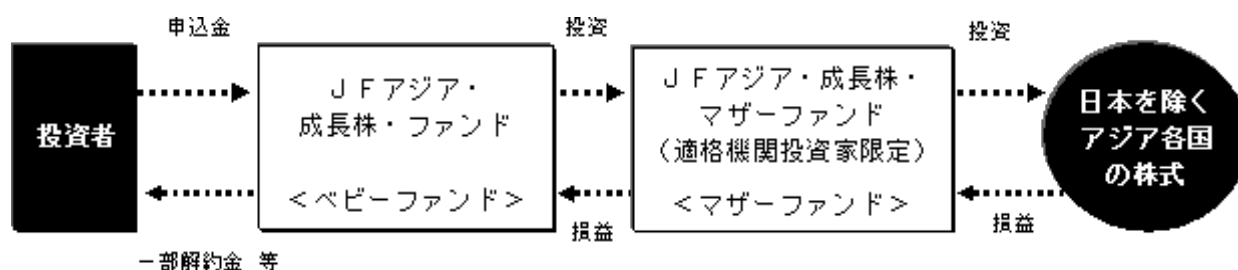 申込金
投資
投資
投資者
ＪＦアジア・
成長株・ファンド
＜ベビーファンド＞
ＪＦアジア・成長株・
マザーファンド
（適格機関投資家限定）
＜マザーファンド＞
日本を除く
アジア各国
の株式
一部解約金 等
損益
損益